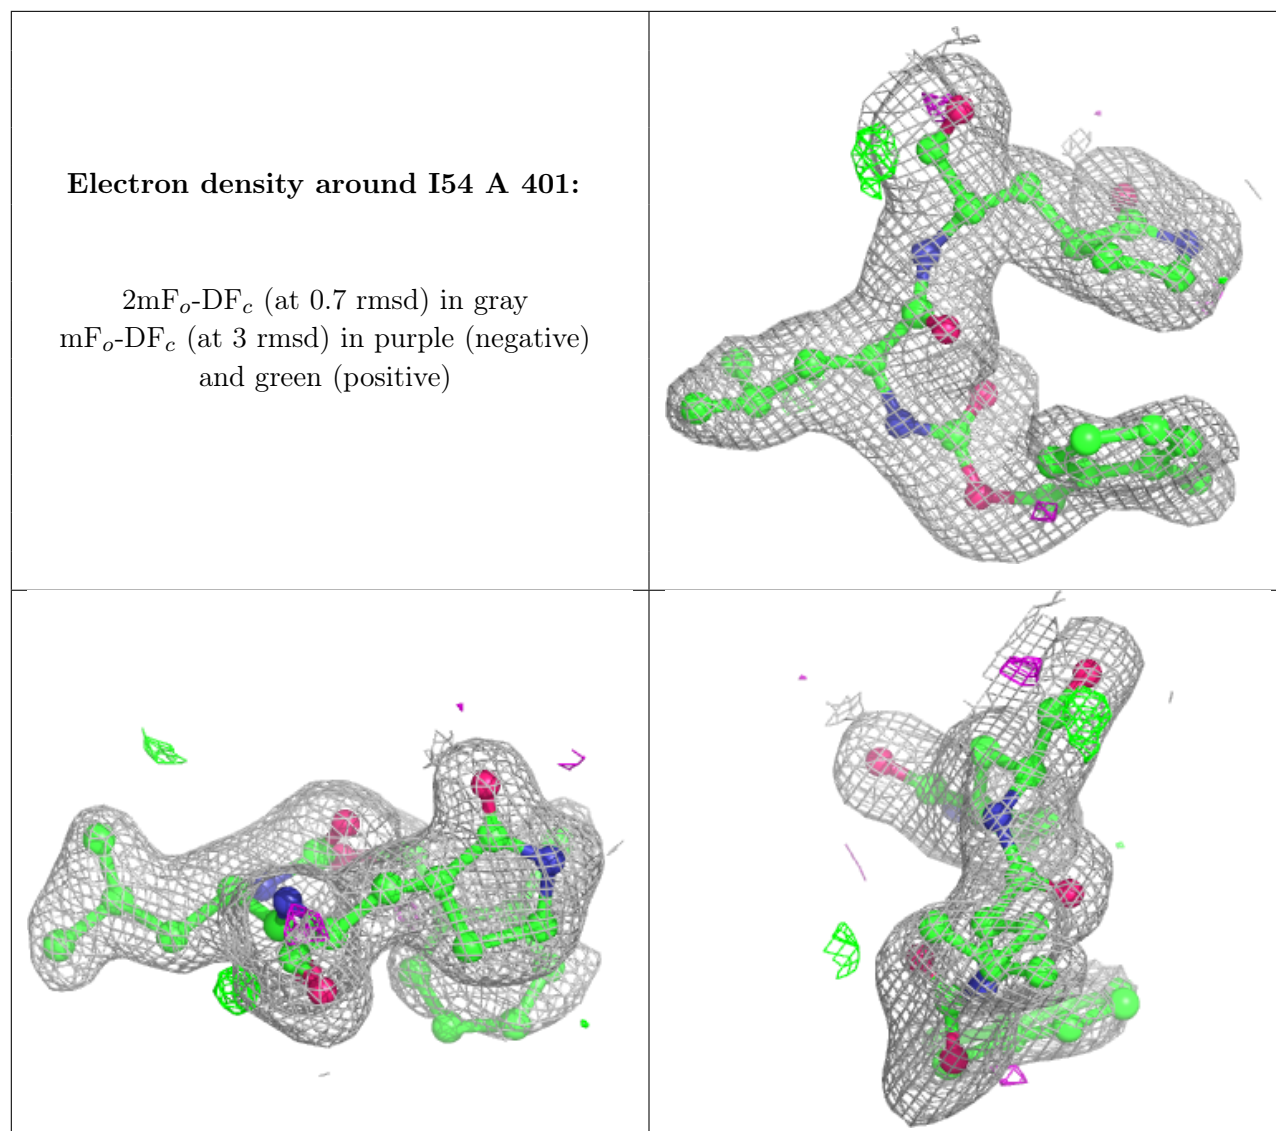 Electron density around I54 A 401:
2mFo-DFc (at 0.7 rmsd) in gray
mFo-DFc (at 3 rmsd) in purple (negative)
and green (positive)